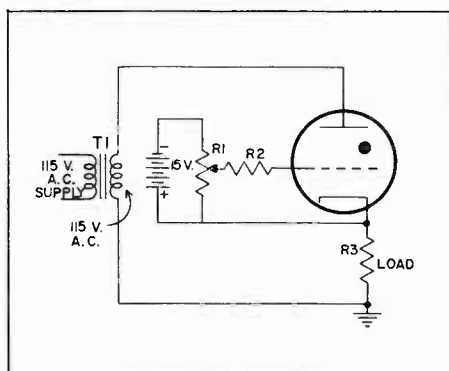 T1
115 V.
A.C.
SUPPLY
115 V.
A.C.
-
15 V.
+
R1
R2
R3
LOAD